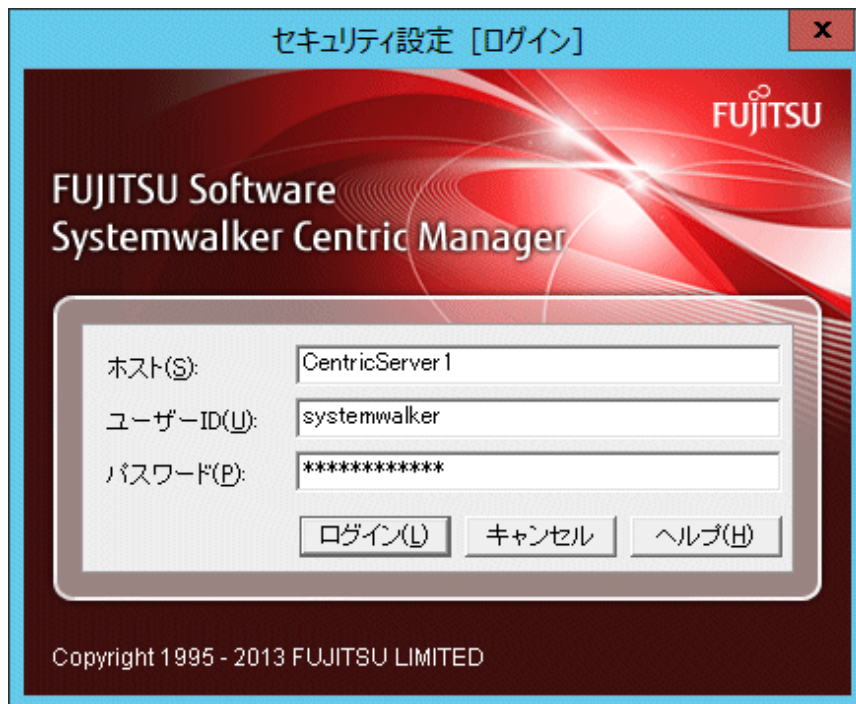 セキュリティ設定 [ログイン]
x
FUJITSU
FUJITSU Software
Systemwalker Centric Manager
ホスト(S): CentricServer1
ユーザーID(U): systemwalker
パスワード(P): ************
ログイン(L) キャンセル ヘルプ(H)
Copyright 1995 - 2013 FUJITSU LIMITED